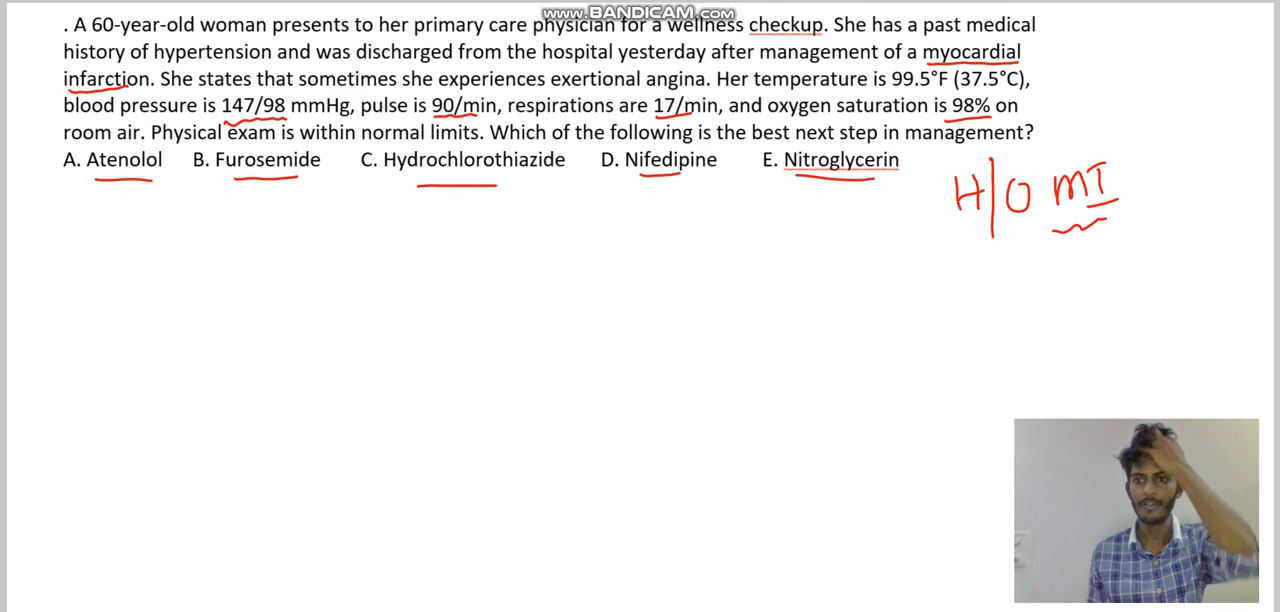 www.BANDICAM.com
. A 60-year-old woman presents to her primary care physician for a wellness checkup. She has a past medical
history of hypertension and was discharged from the hospital yesterday after management of a myocardial
infarction. She states that sometimes she experiences exertional angina. Her temperature is 99.5°F (37.5°C),
blood pressure is 147/98 mmHg, pulse is 90/min, respirations are 17/min, and oxygen saturation is 98% on
room air. Physical exam is within normal limits. Which of the following is the best next step in management?
A. Atenolol B. Furosemide C. Hydrochlorothiazide D. Nifedipine E. Nitroglycerin
H/O MI